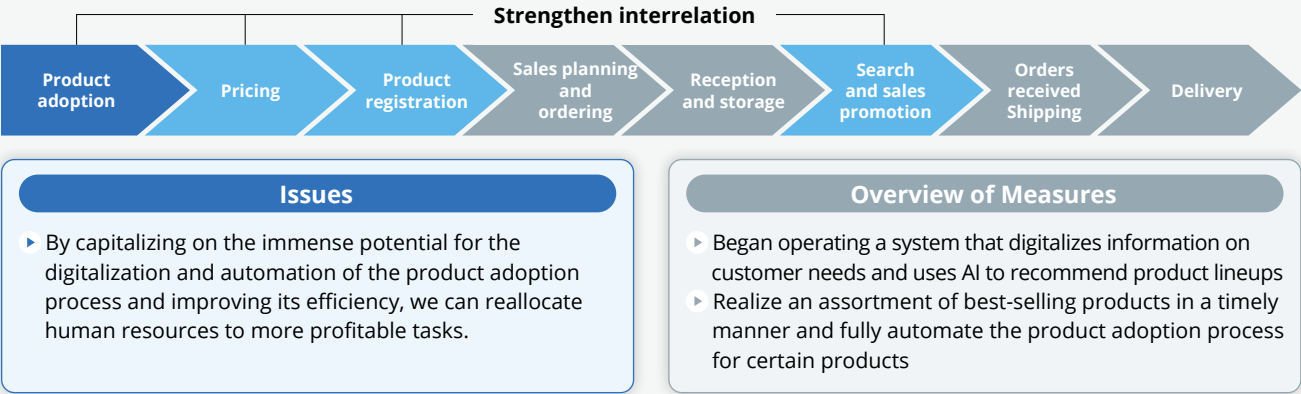 Strengthen interrelation
Product
adoption
Pricing
Product
registration
Sales planning
and
ordering
Reception
and storage
Search
and sales
promotion
Orders
received
Shipping
Delivery
Issues
By capitalizing on the immense potential for the
digitalization and automation of the product adoption
process and improving its efficiency, we can reallocate
human resources to more profitable tasks.
Overview of Measures
Began operating a system that digitalizes information on
customer needs and uses AI to recommend product lineups
Realize an assortment of best-selling products in a timely
manner and fully automate the product adoption process
for certain products